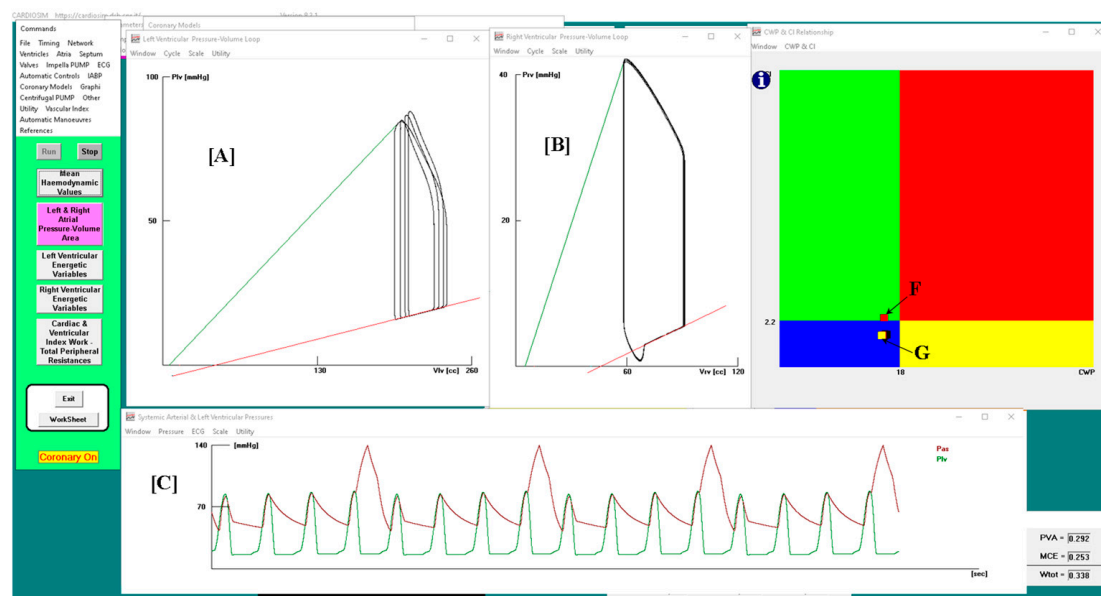 CARDIOSIM
Coronary Models
Commands
File Timing Network
Ventricles Atria Septum
Valves Impella PUMP ECG
Automatic Controls IABP
Coronary Models Graphi
Centrifugal PUMP Other
Utility Vascular Index
Automatic Manoeuvres
References
Run Stop
Mean
Haemodynamic
Values
Left & Right
Atrial
Pressure-Volume
Area
Left Ventricular
Energetic
Variables
Right Ventricular
Energetic
Variables
Cardiac &
Ventricular
Index Work -
Total Peripheral
Resistances
Exit
WorkSheet
Coronary On
Left Ventricular Pressure-Volume Loop
Window Cycle Scale Utility
100 Plv [mmHg]
[A]
50
130 Vlv [cc] 260
Right Ventricular Pressure-Volume Loop
Window Cycle Scale Utility
40 Prv [mmHg]
[B]
20
60 Vrv [cc] 120
CWP & CI Relationship
Window CWP & CI
F
2.2
G
18 CWP
Systemic Arterial & Left Ventricular Pressures
Window Pressure ECG Scale Utility
140 [mmHg]
Pas
Plv
[C]
70
[sec]
PVA = 0.292
MCE = 0.253
Wtot = 0.338